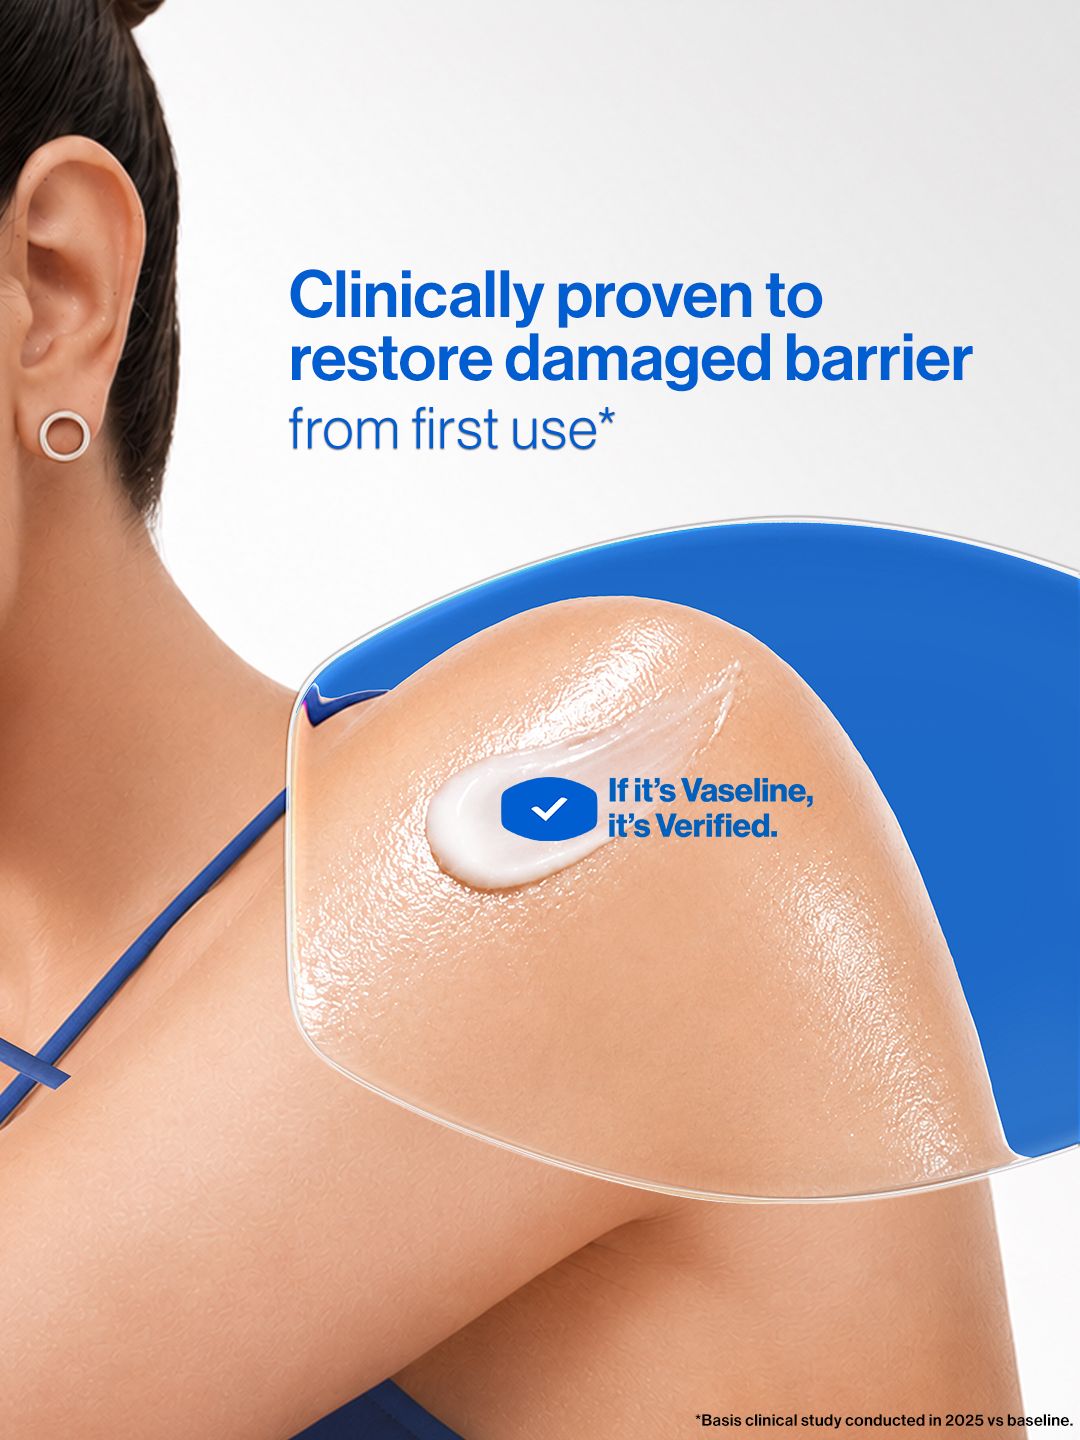 Clinically proven to
restore damaged barrier
from first use*
If it's Vaseline,
it's Verified.
*Basis clinical study conducted in 2025 vs baseline.